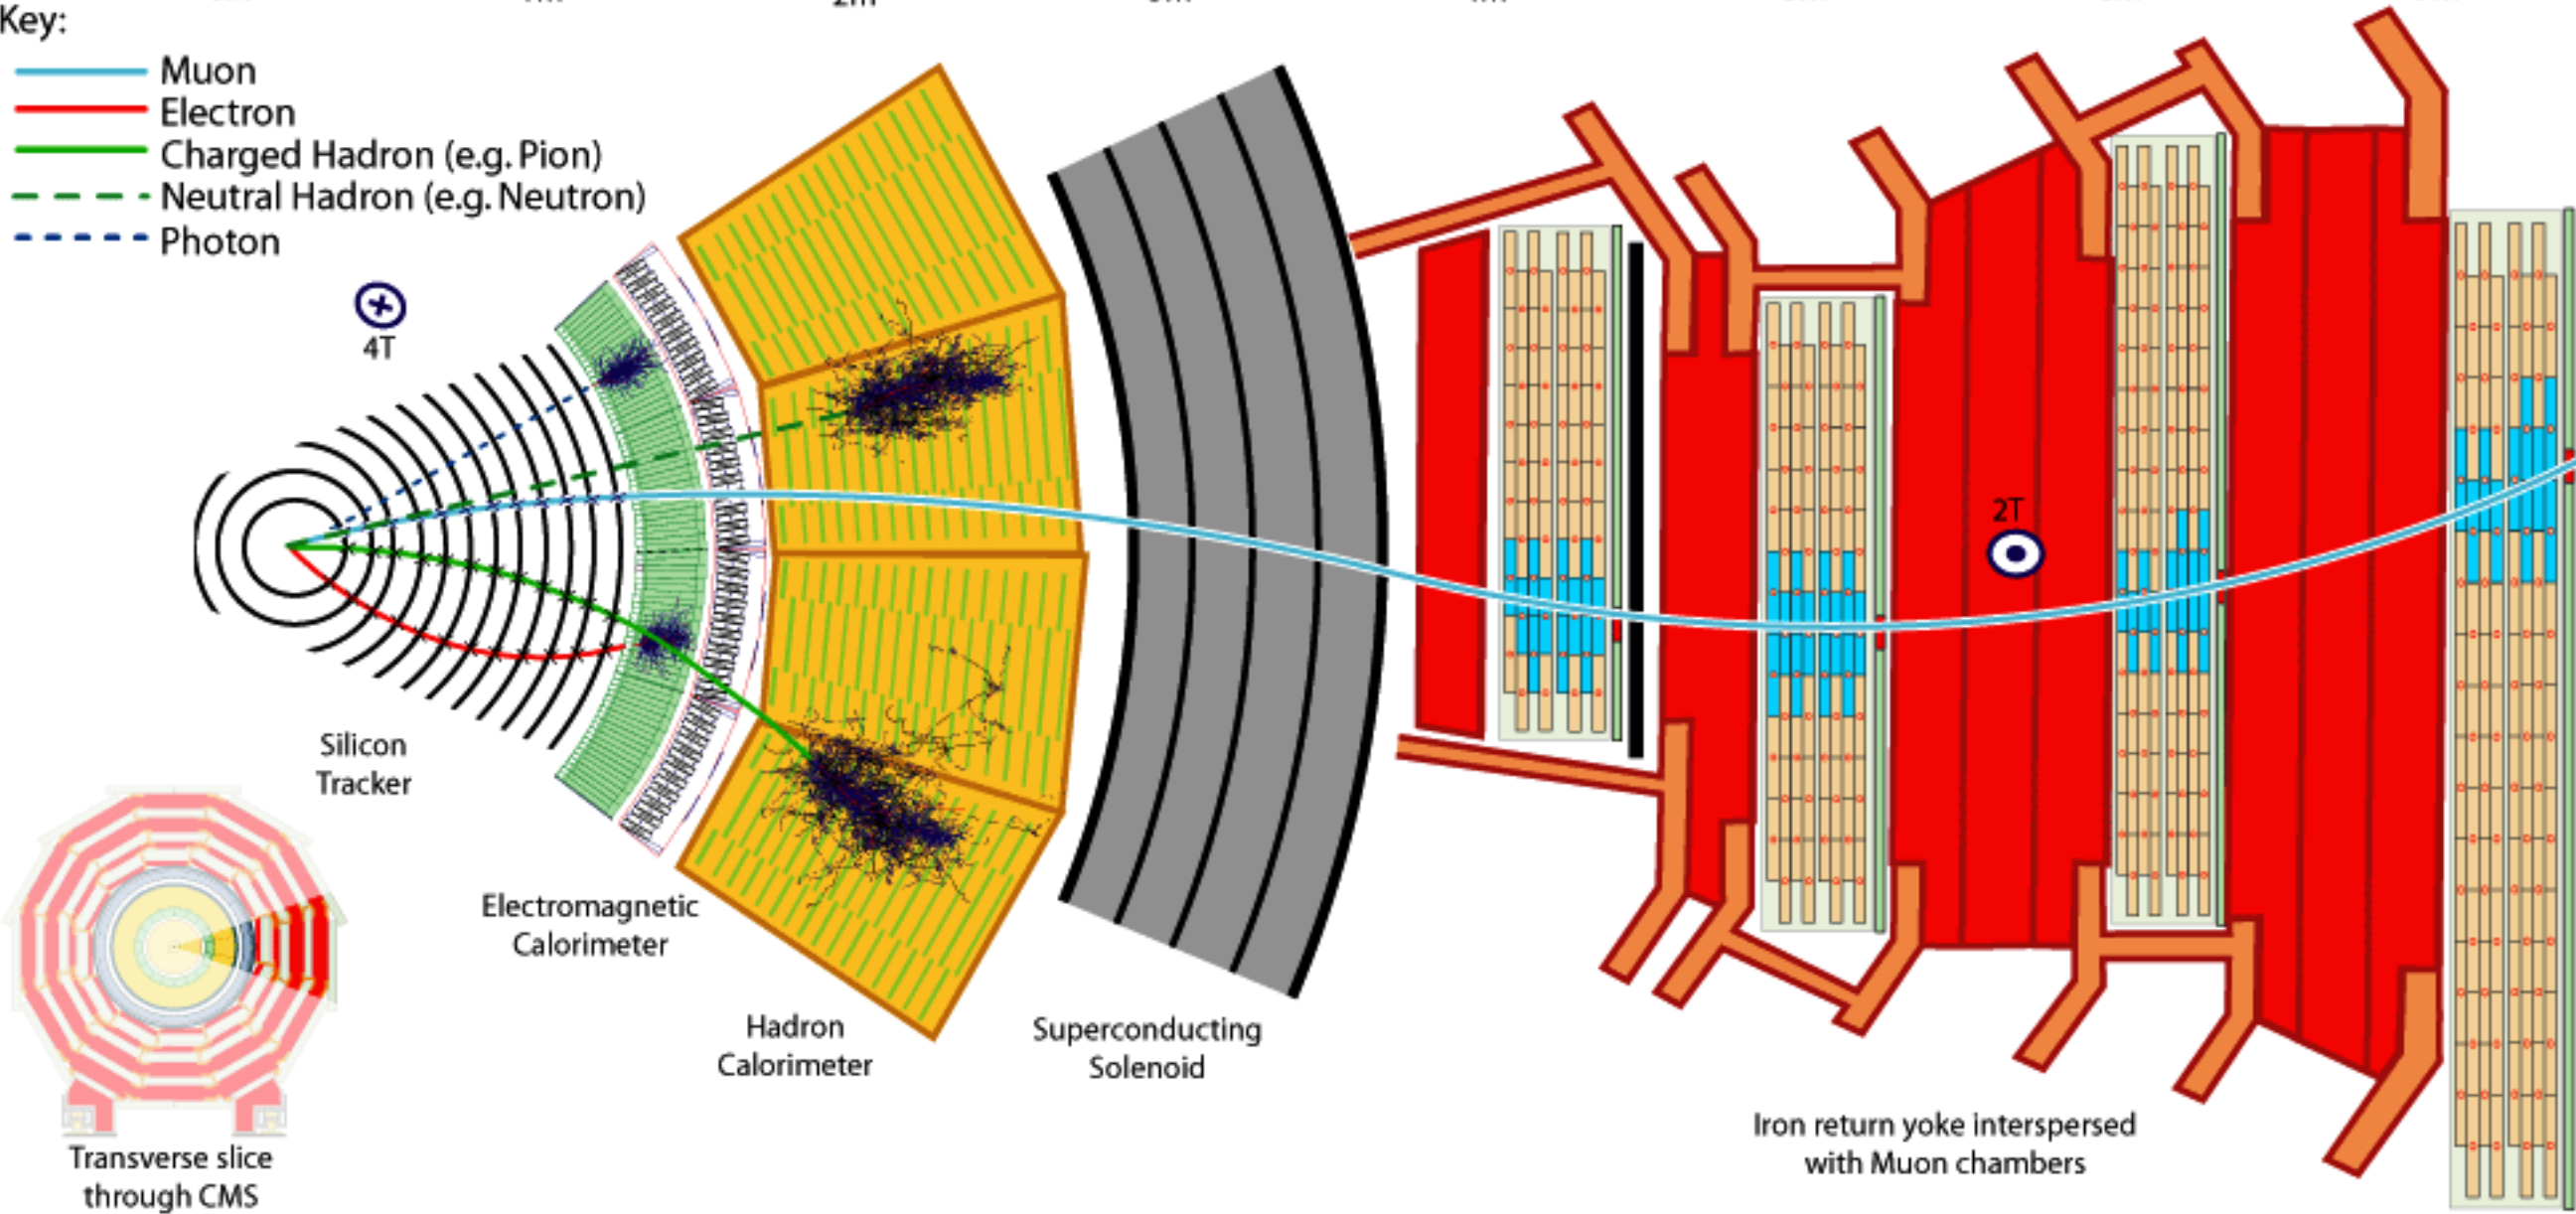 2m
Key:
Muon
Electron
Charged Hadron (e.g. Pion)
Neutral Hadron (e.g. Neutron)
Photon
4T
2T
Silicon
Tracker
Electromagnetic
Calorimeter
Hadron
Calorimeter
Superconducting
Solenoid
Iron return yoke interspersed
with Muon chambers
Transverse slice
through CMS